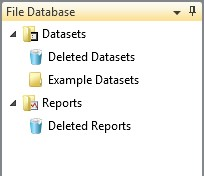 File Database
Datasets
Deleted Datasets
Example Datasets
Reports
Deleted Reports